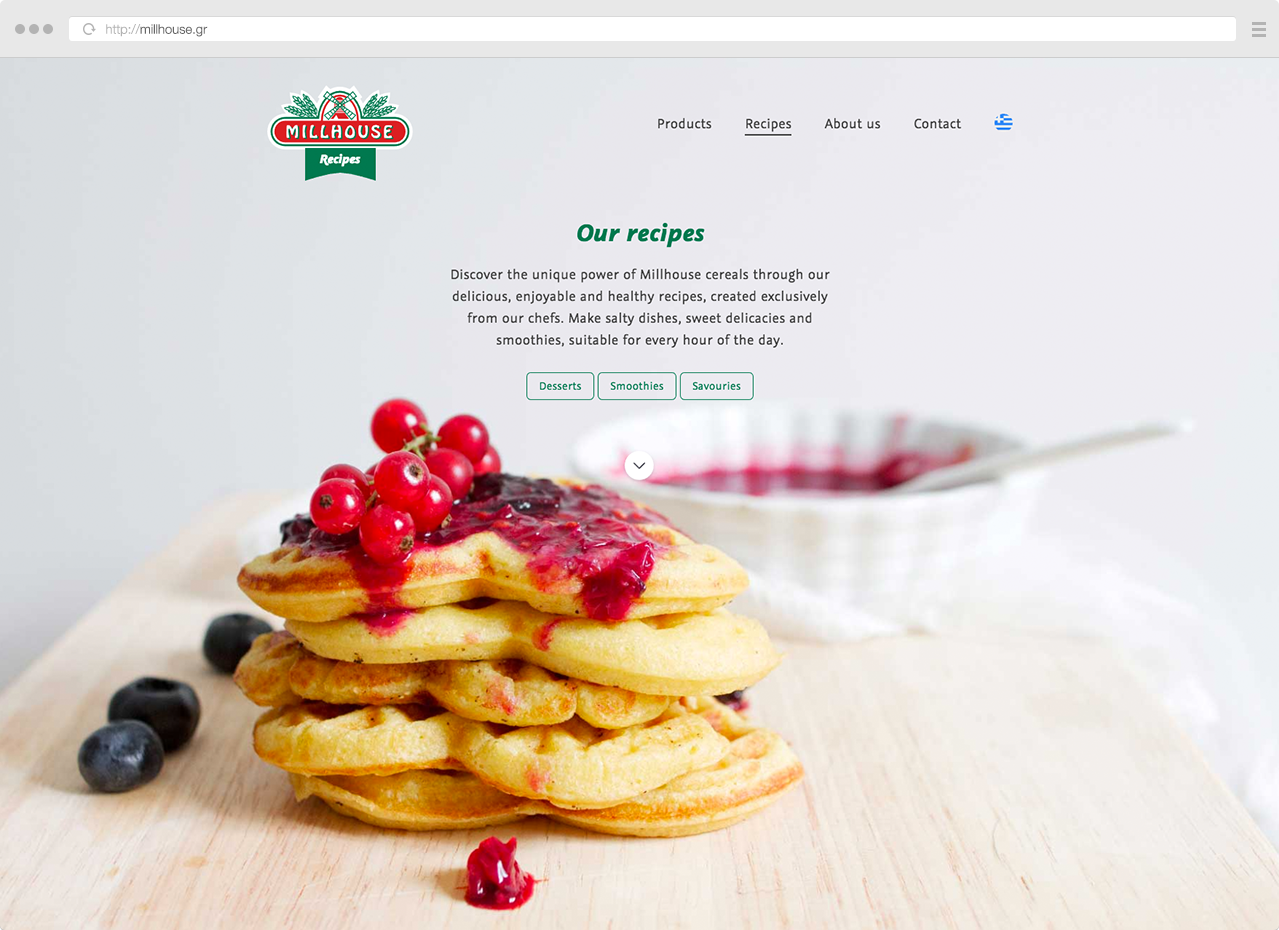 http://millhouse.gr
MILLHOUSE
Recipes
Products Recipes About us Contact
Our recipes
Discover the unique power of Millhouse cereals through our
delicious, enjoyable and healthy recipes, created exclusively
from our chefs. Make salty dishes, sweet delicacies and
smoothies, suitable for every hour of the day.
Desserts Smoothies Savouries